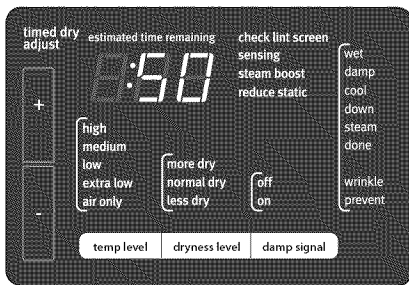 timed dry
adjust
estimated time remaining
:50
+
-
check lint screen
sensing
steam boost
reduce static
wet
damp
cool
down
steam
done
wrinkle
prevent
high
medium
low
extra low
air only
more dry
normal dry
less dry
off
on
temp level
dryness level
damp signal